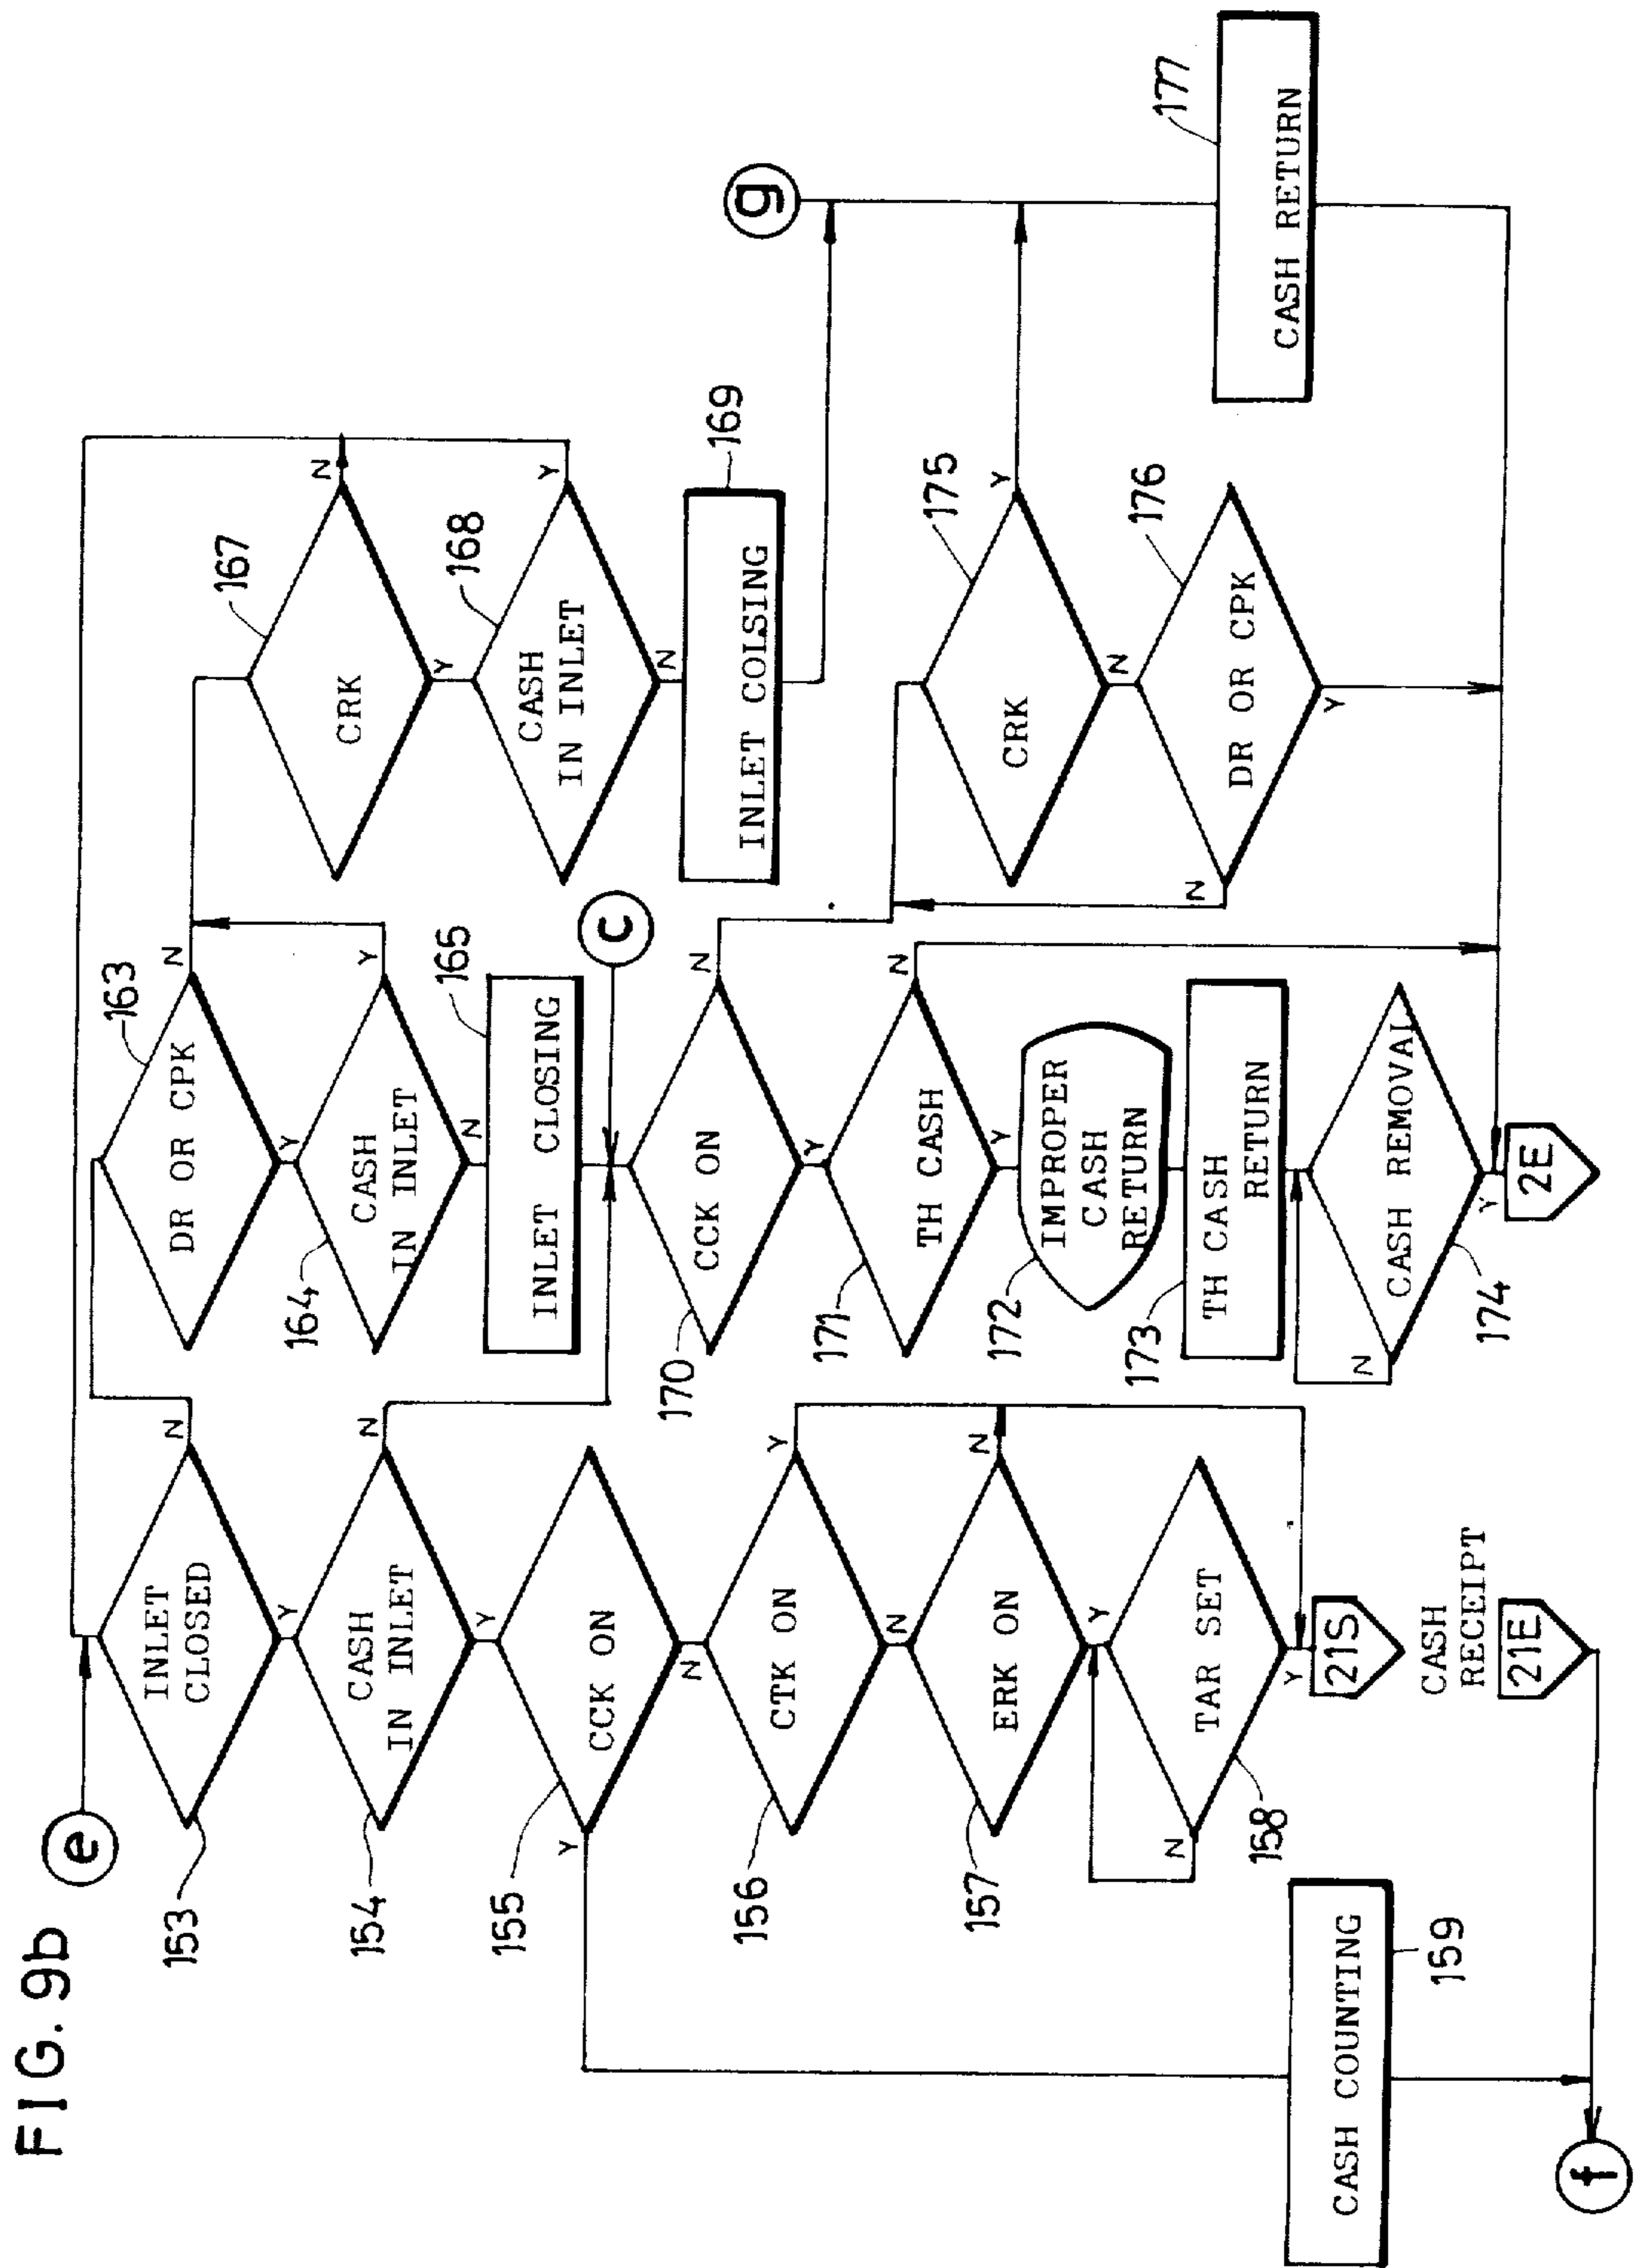 FIG. 9b
e
153
INLET
CLOSED
N
Y
154
CASH
IN INLET
N
Y
155
CCK ON
Y
N
156
CTK ON
Y
N
157
ERK ON
N
Y
158
TAR SET
N
Y
21S
CASH
RECEIPT
21E
159
CASH COUNTING
f
163
DR OR CPK
N
Y
164
CASH
IN INLET
Y
N
165
INLET CLOSING
c
170
CCK ON
N
Y
171
TH CASH
N
Y
172
IMPROPER
CASH
RETURN
173
TH CASH
RETURN
174
CASH REMOVAL
N
Y
2E
167
CRK
N
Y
168
CASH
IN INLET
Y
N
169
INLET COLSING
g
175
CRK
Y
N
176
DR OR CPK
N
Y
177
CASH RETURN